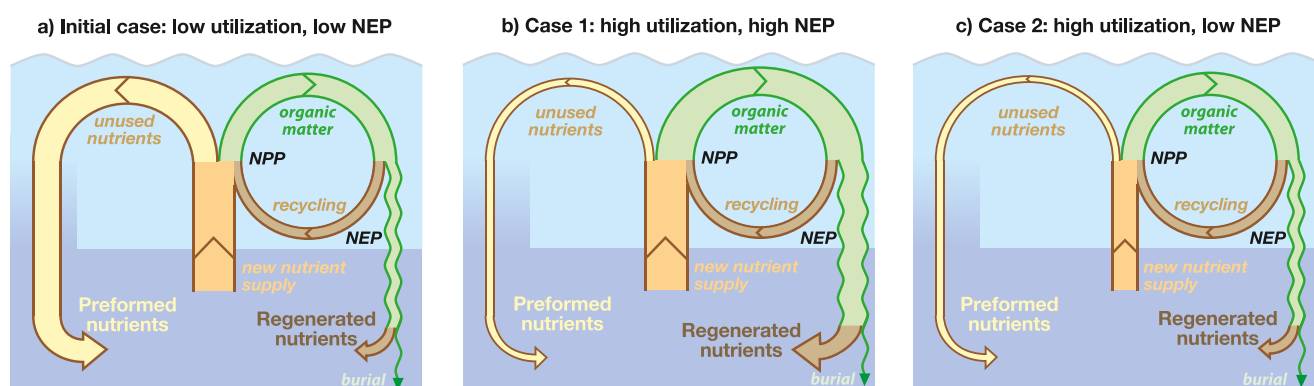 a) Initial case: low utilization, low NEP
unused
nutrients
organic
matter
NPP
recycling
NEP
new nutrient
supply
Preformed
nutrients
Regenerated
nutrients
burial
b) Case 1: high utilization, high NEP
unused
nutrients
organic
matter
NPP
recycling
NEP
new nutrient
supply
Preformed
nutrients
Regenerated
nutrients
burial
c) Case 2: high utilization, low NEP
unused
nutrients
organic
matter
NPP
recycling
NEP
new nutrient
supply
Preformed
nutrients
Regenerated
nutrients
burial